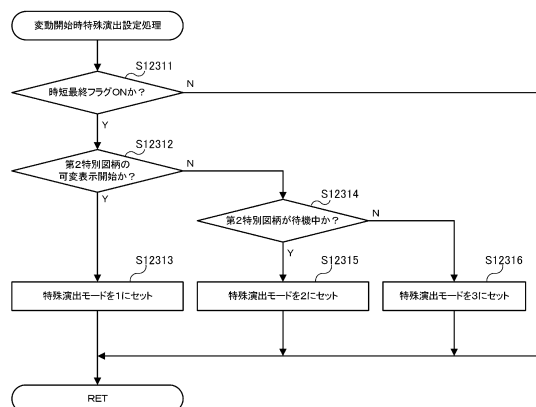 変動開始時特殊演出設定処理
S12311
時短最終フラグONか？
N
Y
S12312
第2特別図柄の
可変表示開始か？
N
Y
S12314
第2特別図柄が待機中か？
N
Y
S12313
特殊演出モードを1にセット
S12315
特殊演出モードを2にセット
S12316
特殊演出モードを3にセット
RET